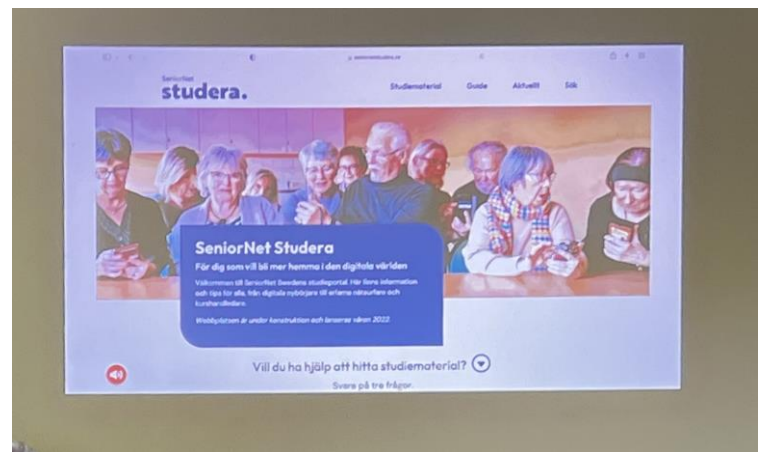 SeniorNet
studera.
Studiematerial Guide Aktuellt Sök
SeniorNet Studera
För dig som vill bli mer hemma i den digitala världen
Välkommen till SeniorNet Swedens studieportal. Här finns information
och tips för alla, från digitala nybörjare till erfarna nätsurfare och
kurshandledare.
Webbplatsen är under konstruktion och lanseras våren 2022.
Vill du ha hjälp att hitta studiematerial?
Svara på tre frågor.